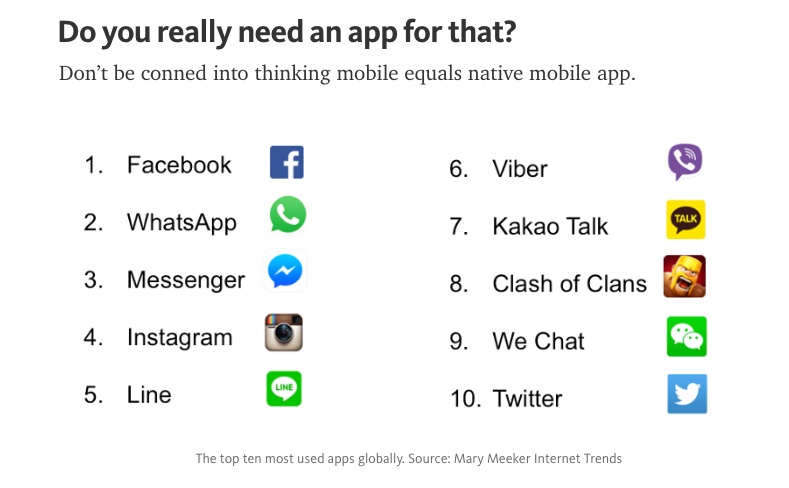 Do you really need an app for that?
Don’t be conned into thinking mobile equals native mobile app.
1. Facebook
2. WhatsApp
3. Messenger
4. Instagram
5. Line
LINE
6. Viber
7. Kakao Talk
TALK
8. Clash of Clans
9. We Chat
10. Twitter
The top ten most used apps globally. Source: Mary Meeker Internet Trends